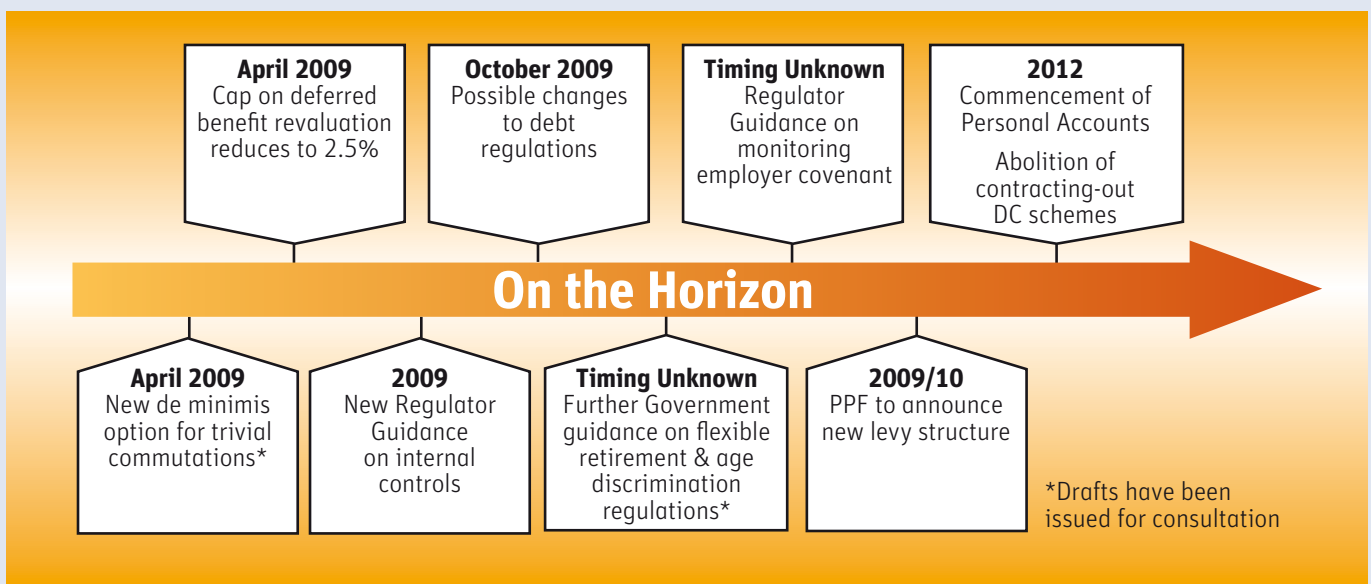 April 2009
Cap on deferred
benefit revaluation
reduces to 2.5%
October 2009
Possible changes
to debt
regulations
Timing Unknown
Regulator
Guidance on
monitoring
employer covenant
2012
Commencement of
Personal Accounts
Abolition of
contracting-out
DC schemes
On the Horizon
April 2009
New de minimis
option for trivial
commutations*
2009
New Regulator
Guidance
on internal
controls
Timing Unknown
Further Government
guidance on flexible
retirement & age
discrimination
regulations*
2009/10
PPF to announce
new levy structure
*Drafts have been
issued for consultation